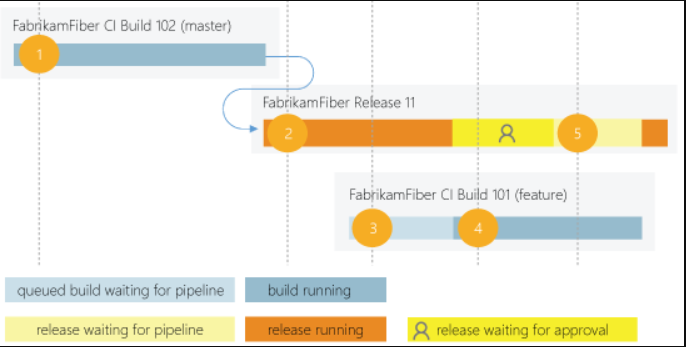 FabrikamFiber CI Build 102 (master)
1
FabrikamFiber Release 11
2
5
FabrikamFiber CI Build 101 (feature)
3
4
queued build waiting for pipeline
build running
release waiting for pipeline
release running
release waiting for approval